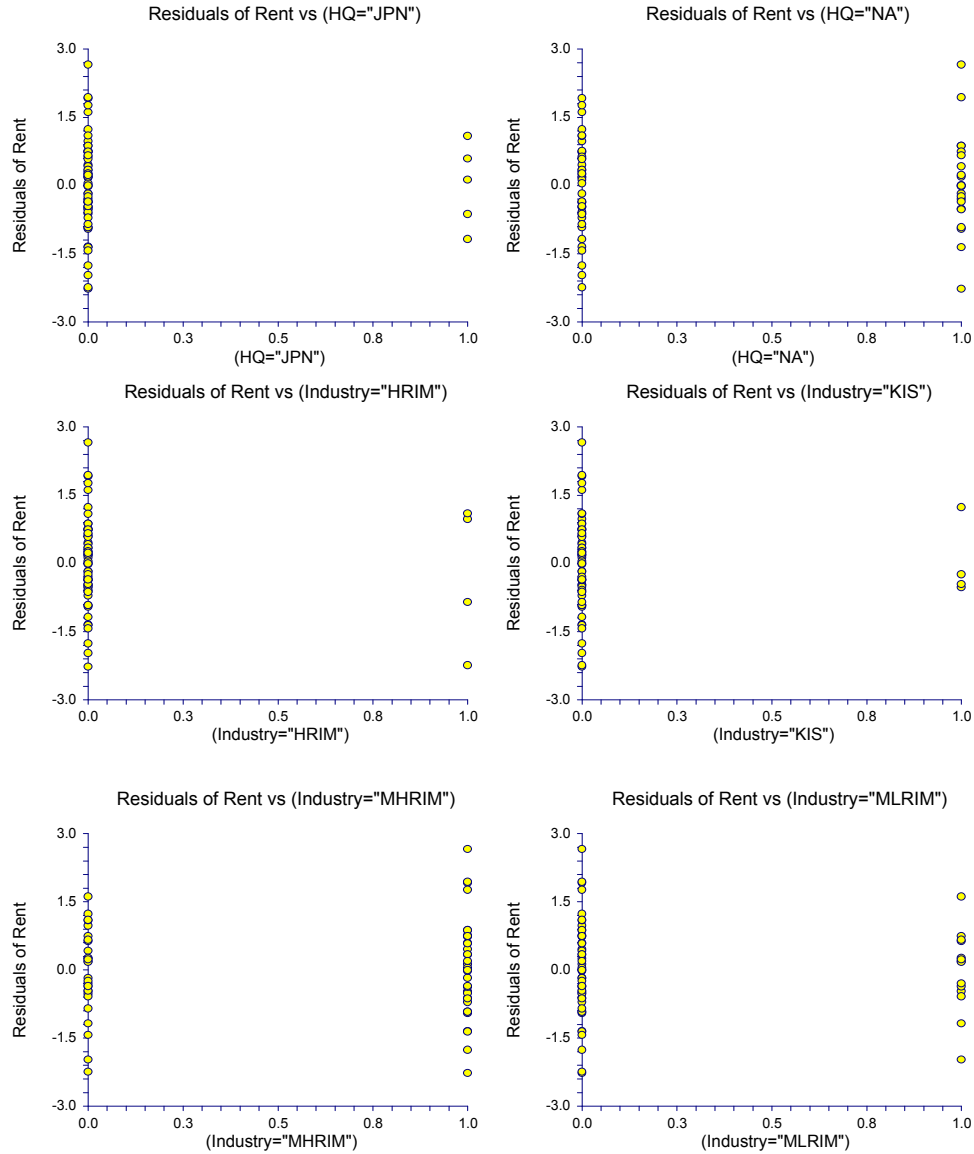 Residuals of Rent vs (HQ="JPN")
Residuals of Rent
3.0
1.5
0.0
-1.5
-3.0
0.0 0.3 0.5 0.8 1.0
(HQ="JPN")
Residuals of Rent vs (HQ="NA")
Residuals of Rent
3.0
1.5
0.0
-1.5
-3.0
0.0 0.3 0.5 0.8 1.0
(HQ="NA")
Residuals of Rent vs (Industry="HRIM")
Residuals of Rent
3.0
1.5
0.0
-1.5
-3.0
0.0 0.3 0.5 0.8 1.0
(Industry="HRIM")
Residuals of Rent vs (Industry="KIS")
Residuals of Rent
3.0
1.5
0.0
-1.5
-3.0
0.0 0.3 0.5 0.8 1.0
(Industry="KIS")
Residuals of Rent vs (Industry="MHRIM")
Residuals of Rent
3.0
1.5
0.0
-1.5
-3.0
0.0 0.3 0.5 0.8 1.0
(Industry="MHRIM")
Residuals of Rent vs (Industry="MLRIM")
Residuals of Rent
3.0
1.5
0.0
-1.5
-3.0
0.0 0.3 0.5 0.8 1.0
(Industry="MLRIM")